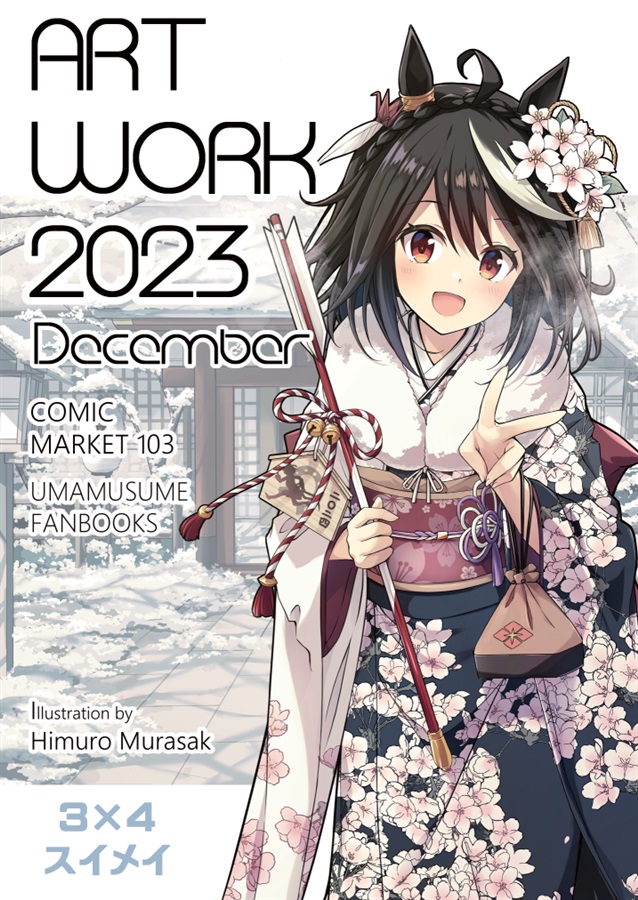 ART
WORK
2023
December
COMIC
MARKET 103
UMAMUSUME
FANBOOKS
Illustration by
Himuro Murasak
3×4
スイメイ